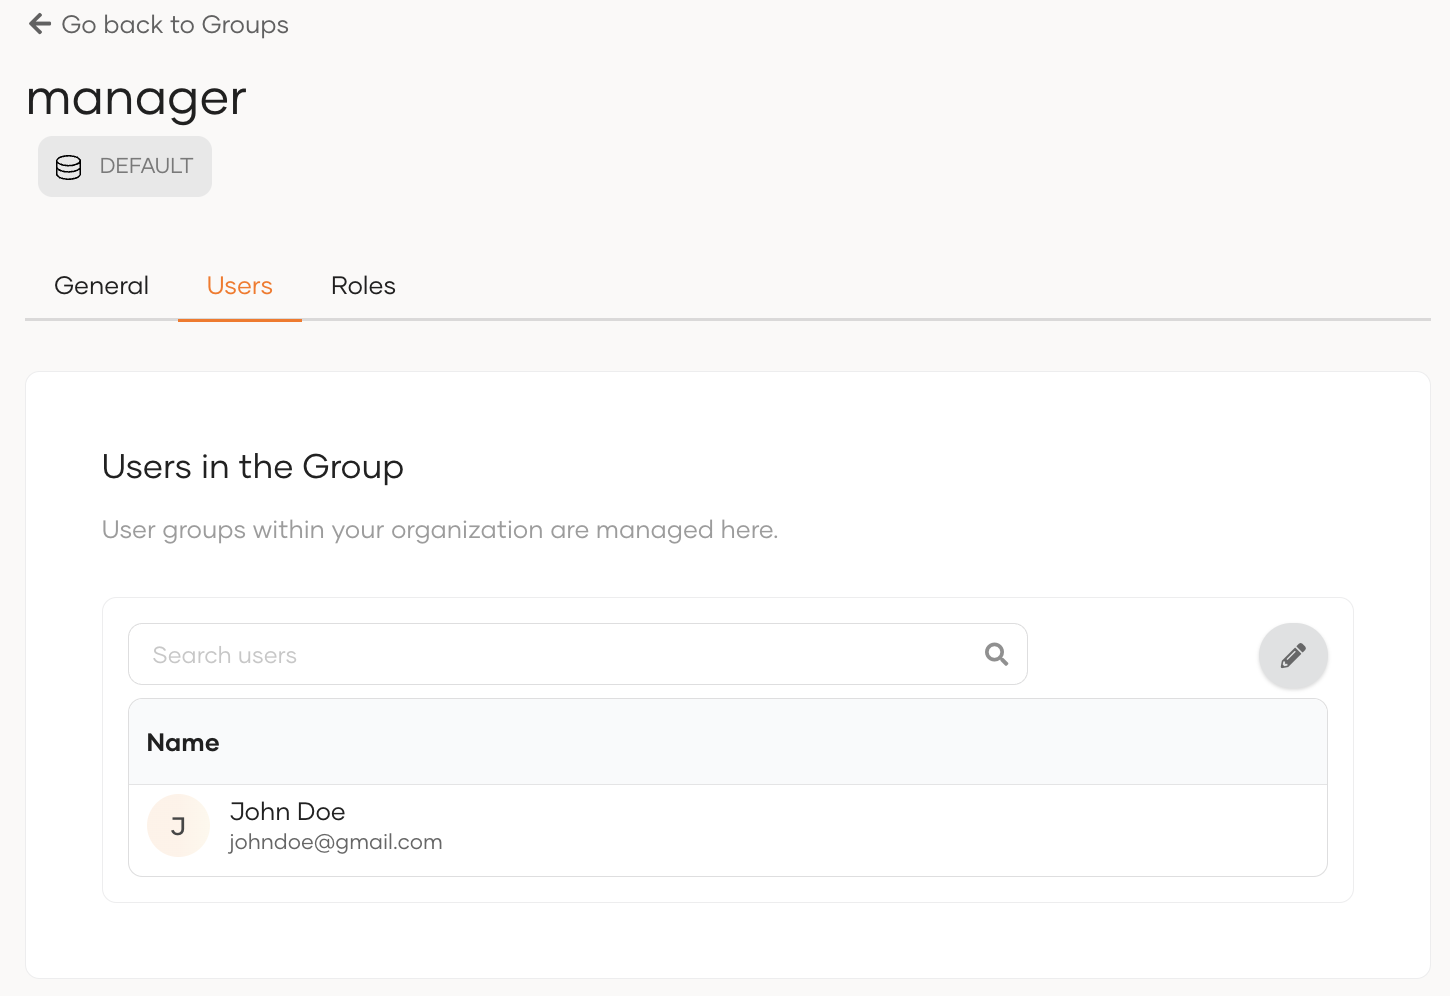 Go back to Groups
manager
DEFAULT
General Users Roles
Users in the Group
User groups within your organization are managed here.
Search users
Name
J
John Doe
johndoe@gmail.com